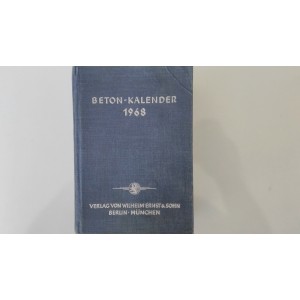 BETON-KALENDER
1968
VERLAG VON WILHELM ERNST & SOHN
BERLIN · MÜNCHEN